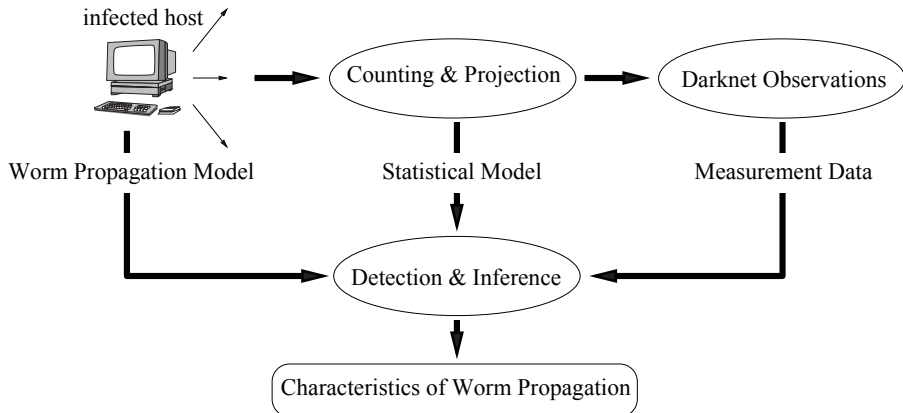 infected host
Counting & Projection
Darknet Observations
Worm Propagation Model
Statistical Model
Measurement Data
Detection & Inference
Characteristics of Worm Propagation